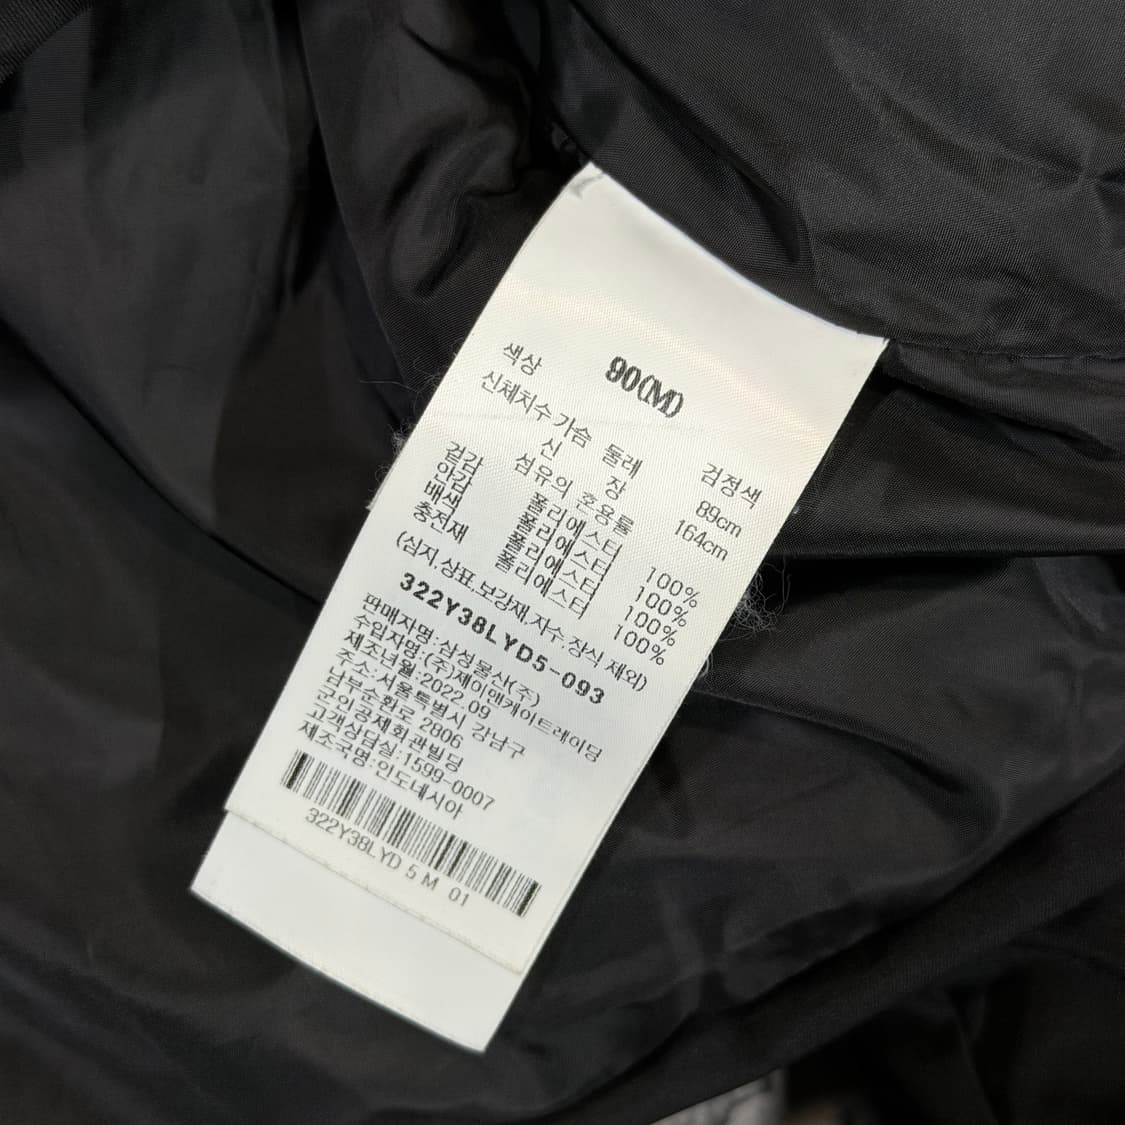 90(M)
색상 검정색
신체치수 가슴 둘레 89cm
신 장 164cm
섬유의 혼용률
겉감 폴리에스터 100%
안감 폴리에스터 100%
배색 폴리에스터 100%
충전재 폴리에스터 100%
(심지,상표,보강재,자수,장식 제외)
322Y38LYD5-093
판매자명:삼성물산(주)
수입자명:(주)제이앤케이트레이딩
제조년월:2022.09
주소:서울특별시 강남구
남부순환로 2806
군인공제회관빌딩
고객상담실:1599-0007
제조국명:인도네시아
322Y38LYD 5 M 01